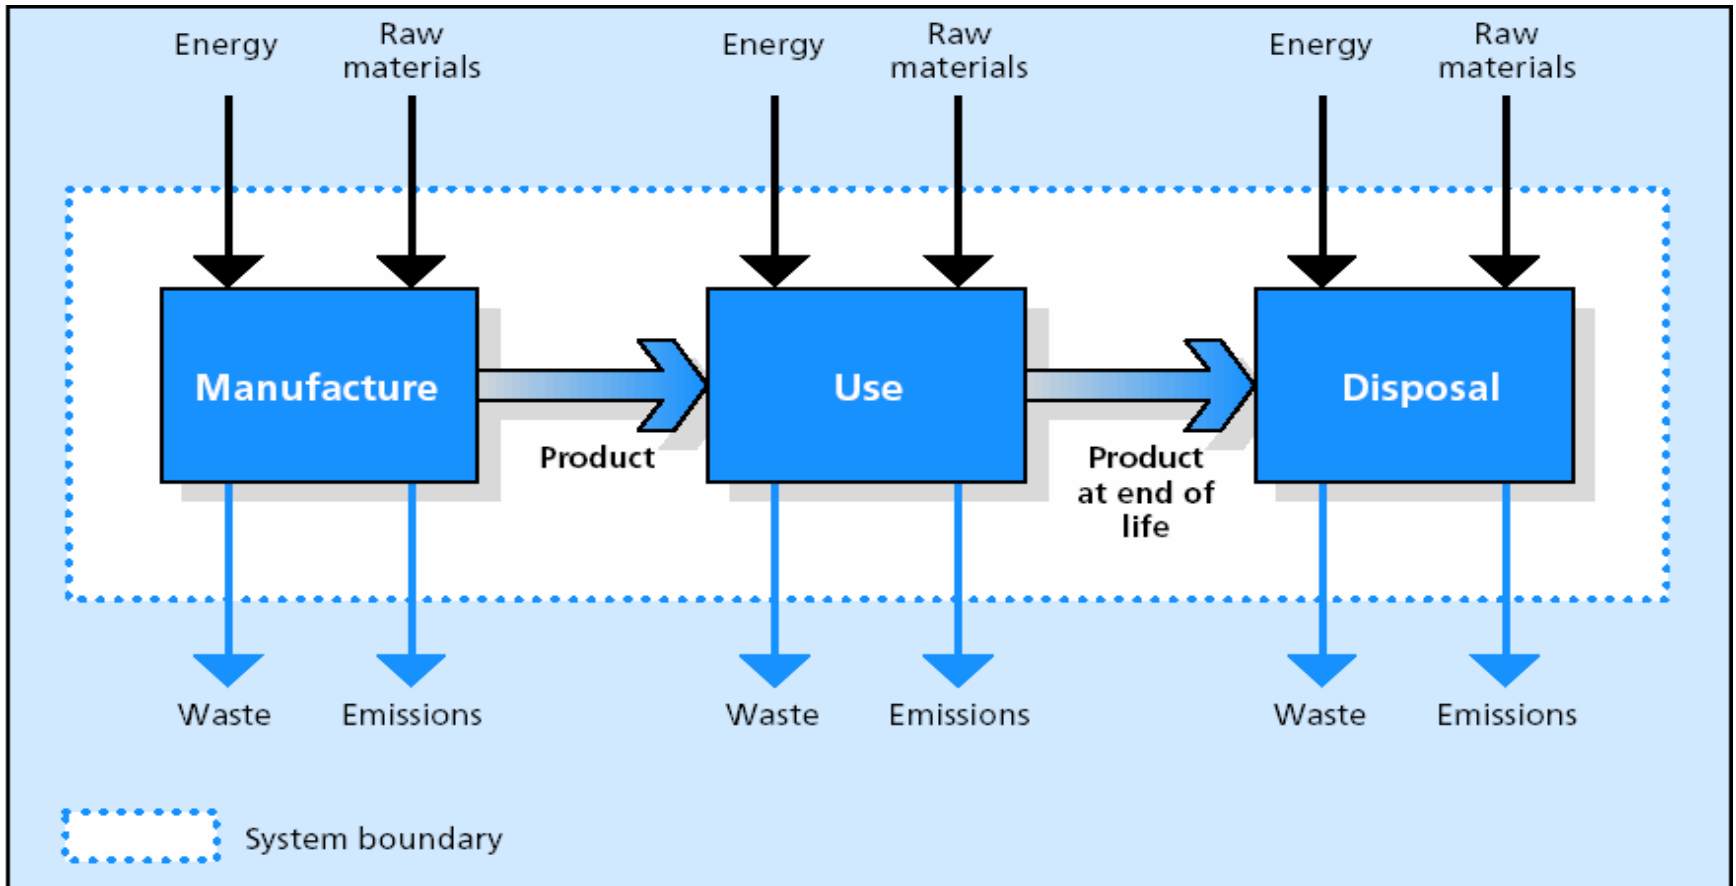 Energy
Raw
materials
Energy
Raw
materials
Energy
Raw
materials
Manufacture
Use
Disposal
Product
Product
at end of
life
Waste
Emissions
Waste
Emissions
Waste
Emissions
System boundary